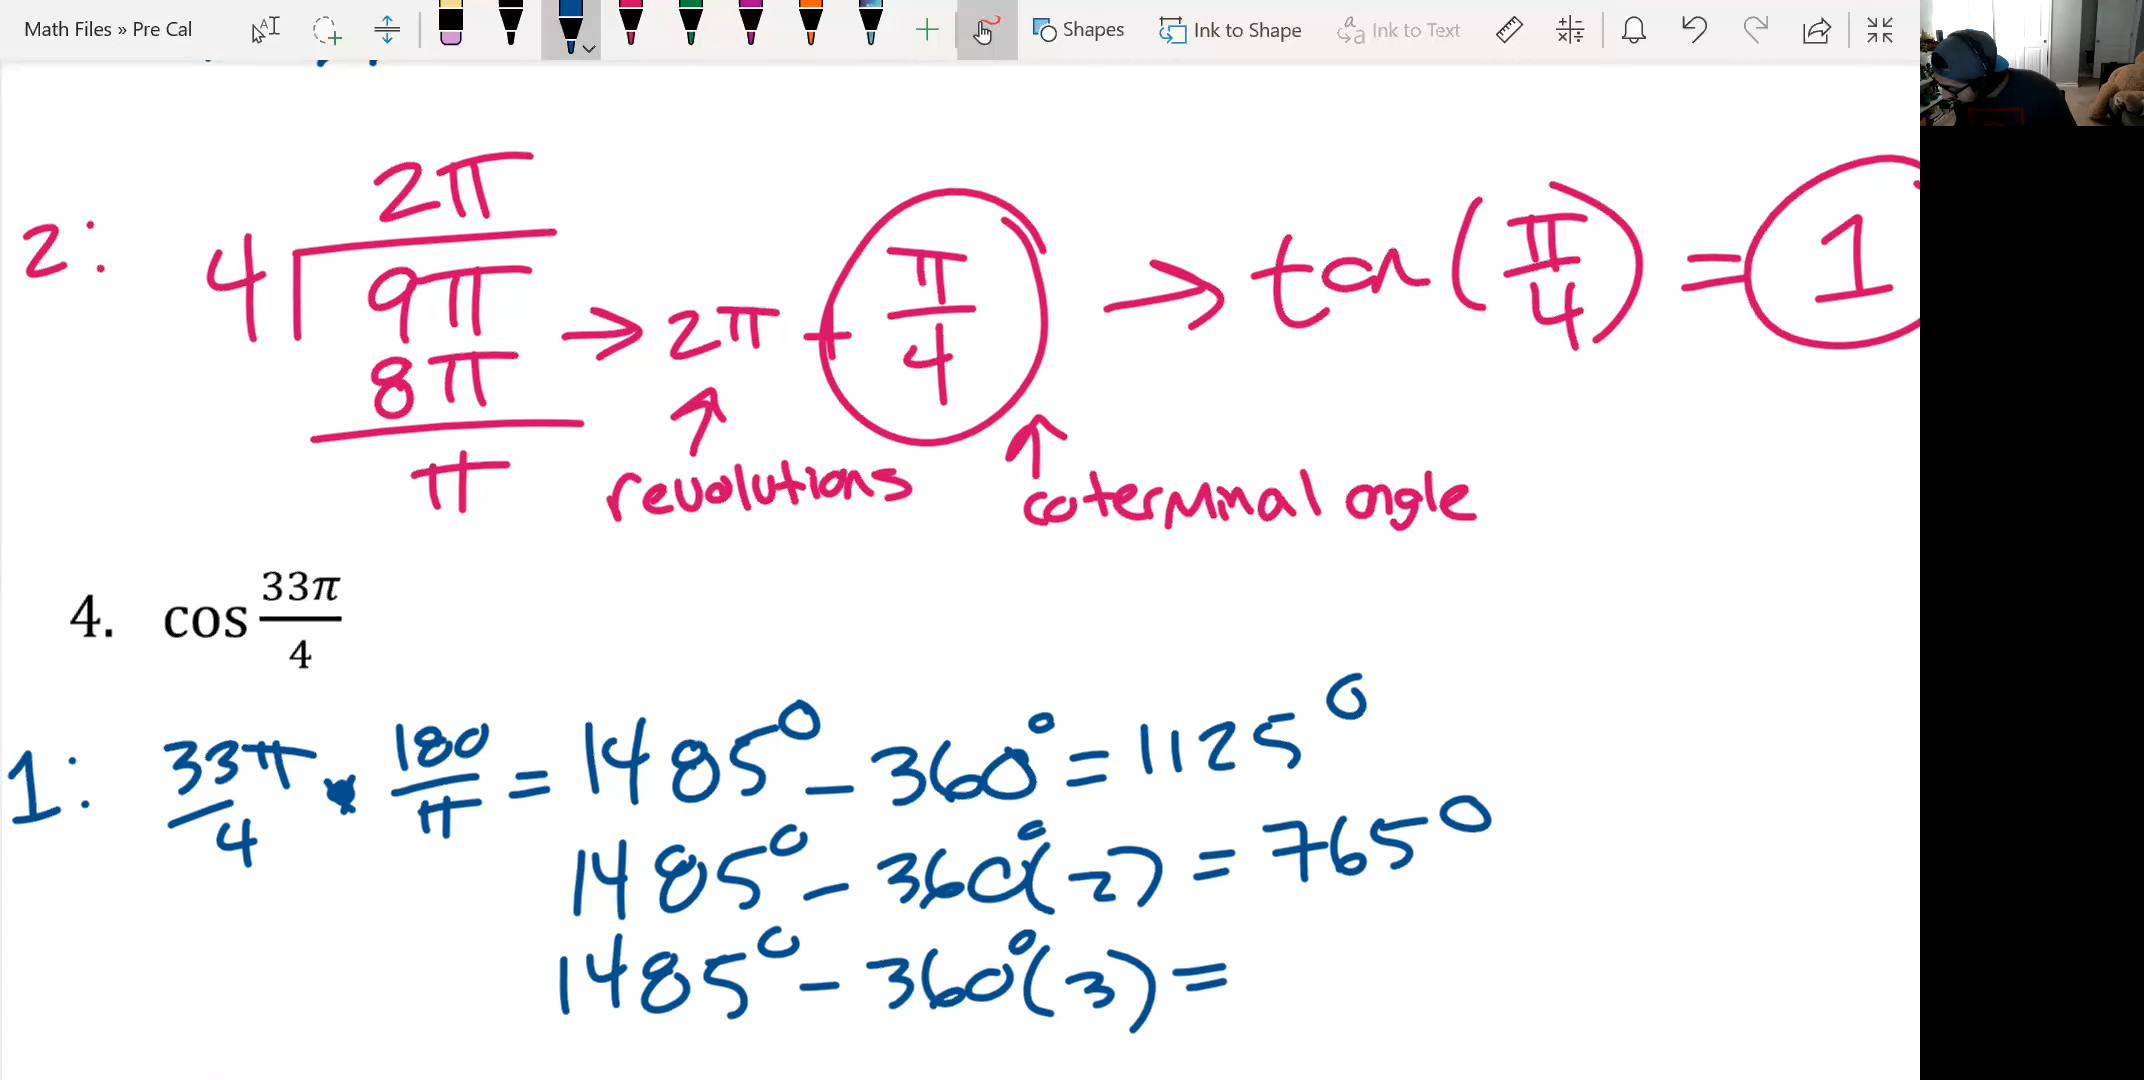 Math Files » Pre Cal
Shapes
Ink to Shape
Ink to Text
2:
2π
4
9π
8π
π
→ 2π + π/4 → tan(π/4) = 1
revolutions
coterminal angle
4. cos 33π/4
1: 33π/4 • 180/π = 1485° − 360° = 1125°
1485° − 360°(2) = 765°
1485° − 360°(3) =